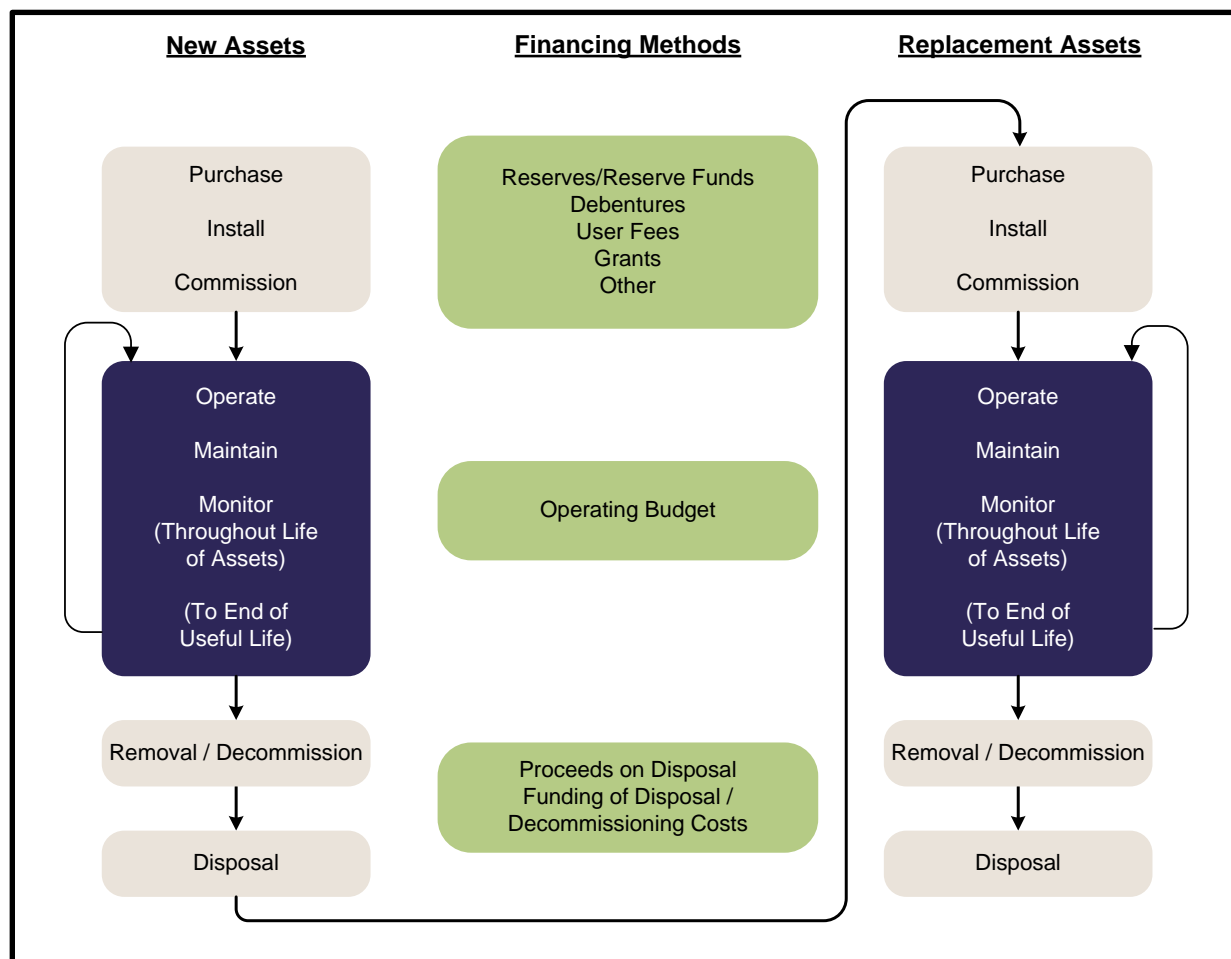 New Assets
Purchase
Install
Commission
Operate
Maintain
Monitor
(Throughout Life
of Assets)
(To End of
Useful Life)
Removal / Decommission
Disposal
Financing Methods
Reserves/Reserve Funds
Debentures
User Fees
Grants
Other
Operating Budget
Proceeds on Disposal
Funding of Disposal /
Decommissioning Costs
Replacement Assets
Purchase
Install
Commission
Operate
Maintain
Monitor
(Throughout Life
of Assets)
(To End of
Useful Life)
Removal / Decommission
Disposal